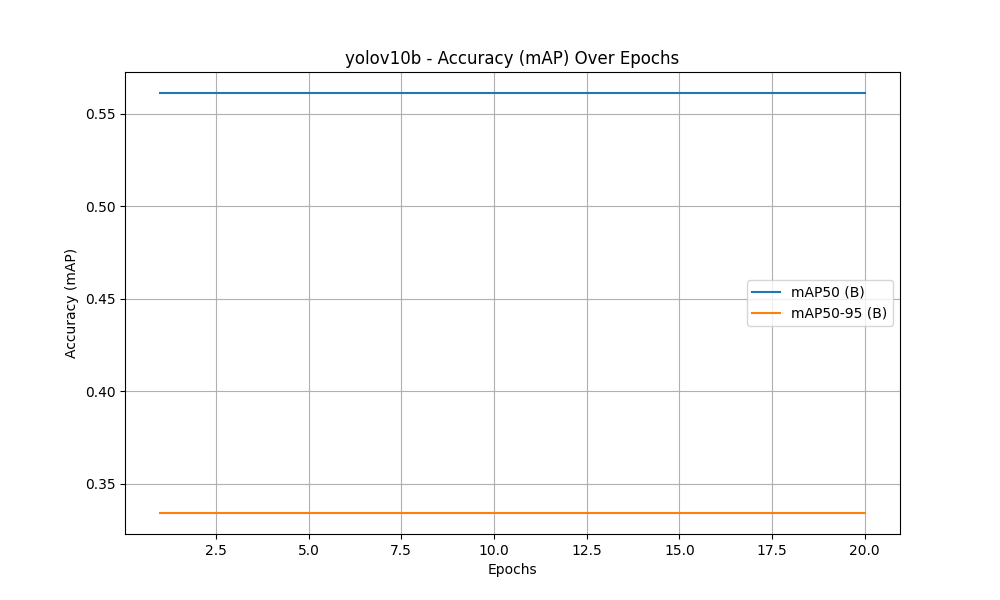 yolov10b - Accuracy (mAP) Over Epochs
Accuracy (mAP)
0.55
0.50
0.45
0.40
0.35
mAP50 (B)
mAP50-95 (B)
2.5 5.0 7.5 10.0 12.5 15.0 17.5 20.0
Epochs